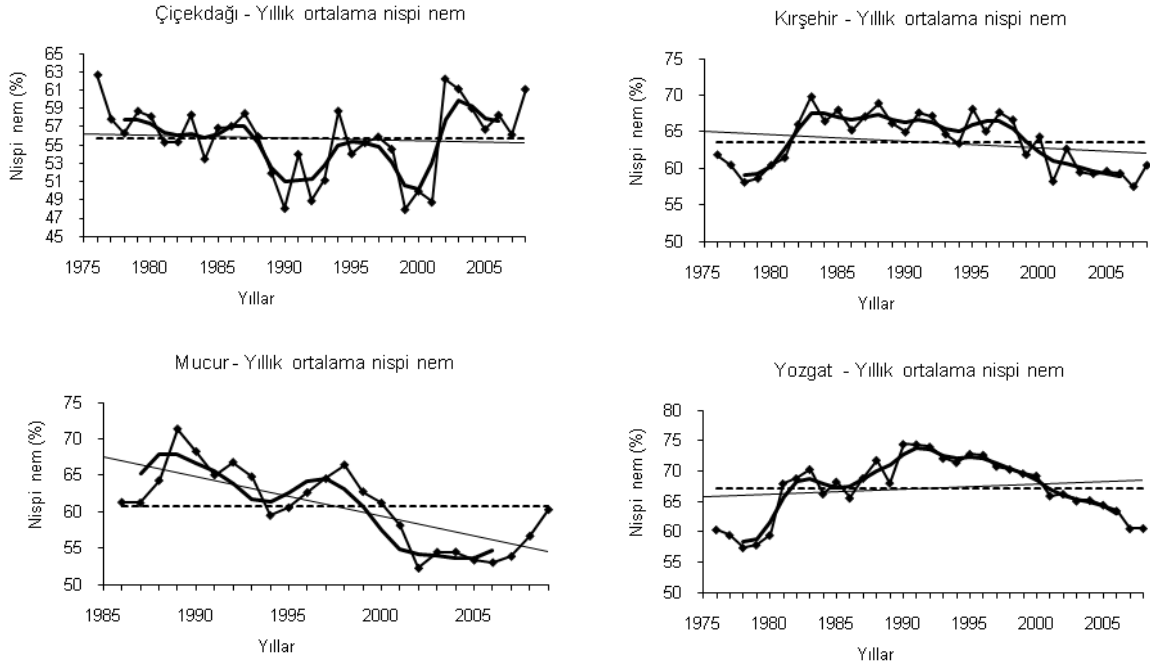 Çiçekdağı - Yıllık ortalama nispi nem
Nispi nem (%)
65
63
61
59
57
55
53
51
49
47
45
1975 1980 1985 1990 1995 2000 2005
Yıllar
Kırşehir - Yıllık ortalama nispi nem
Nispi nem (%)
75
70
65
60
55
50
1975 1980 1985 1990 1995 2000 2005
Yıllar
Mucur - Yıllık ortalama nispi nem
Nispi nem (%)
75
70
65
60
55
50
1985 1990 1995 2000 2005
Yıllar
Yozgat - Yıllık ortalama nispi nem
Nispi nem (%)
80
75
70
65
60
55
50
1975 1980 1985 1990 1995 2000 2005
Yıllar